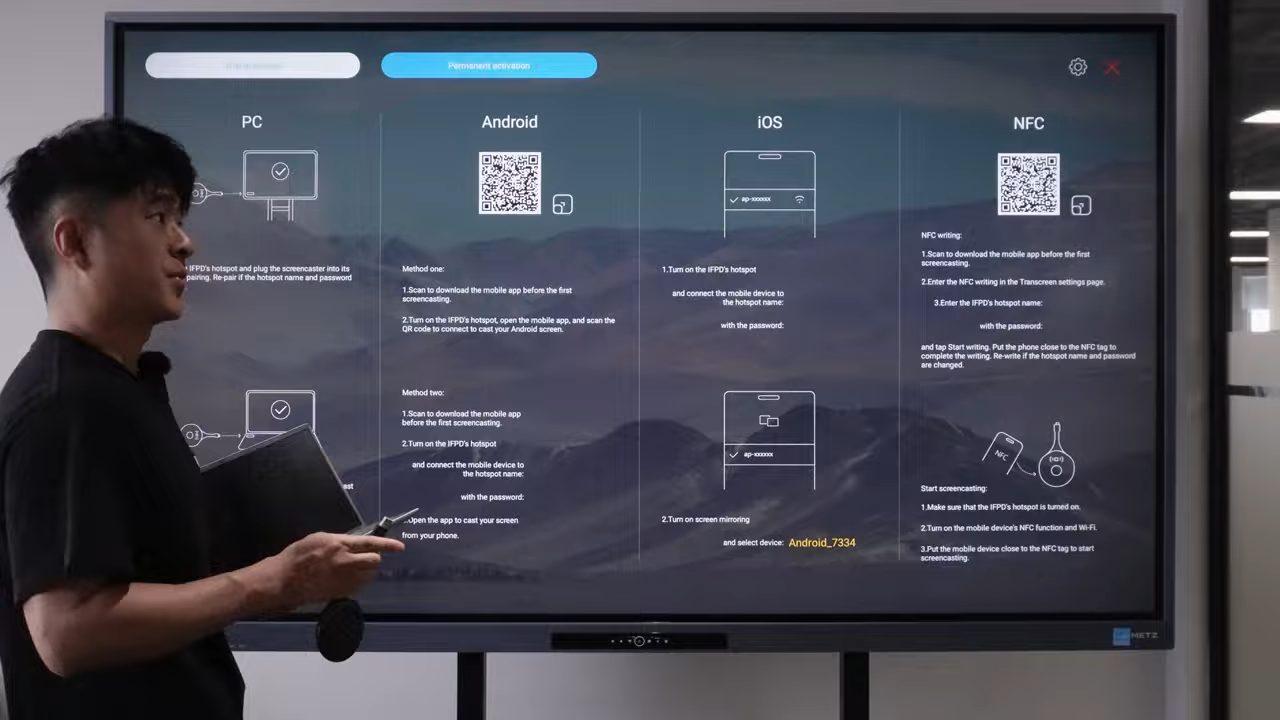 Permanent activation
PC
IFPD's hotspot and plug the screencaster into its
pairing. Re-pair if the hotspot name and password
Android
Method one:
1.Scan to download the mobile app before the first
screencasting.
2.Turn on the IFPD's hotspot, open the mobile app, and scan the
QR code to connect to cast your Android screen.
Method two:
1.Scan to download the mobile app
before the first screencasting.
2.Turn on the IFPD's hotspot
and connect the mobile device to
the hotspot name:
with the password:
Open the app to cast your screen
from your phone.
iOS
ap-xxxxxx
1.Turn on the IFPD's hotspot
and connect the mobile device to
the hotspot name:
with the password:
ap-xxxxxx
2.Turn on screen mirroring
and select device: Android_7334
NFC
NFC writing:
1.Scan to download the mobile app before the first
screencasting.
2.Enter the NFC writing in the Transcreen settings page.
3.Enter the IFPD's hotspot name:
with the password:
and tap Start writing. Put the phone close to the NFC tag to
complete the writing. Re-write if the hotspot name and password
are changed.
NFC
Start screencasting:
1.Make sure that the IFPD's hotspot is turned on.
2.Turn on the mobile device's NFC function and Wi-Fi.
3.Put the mobile device close to the NFC tag to start
screencasting.
METZ